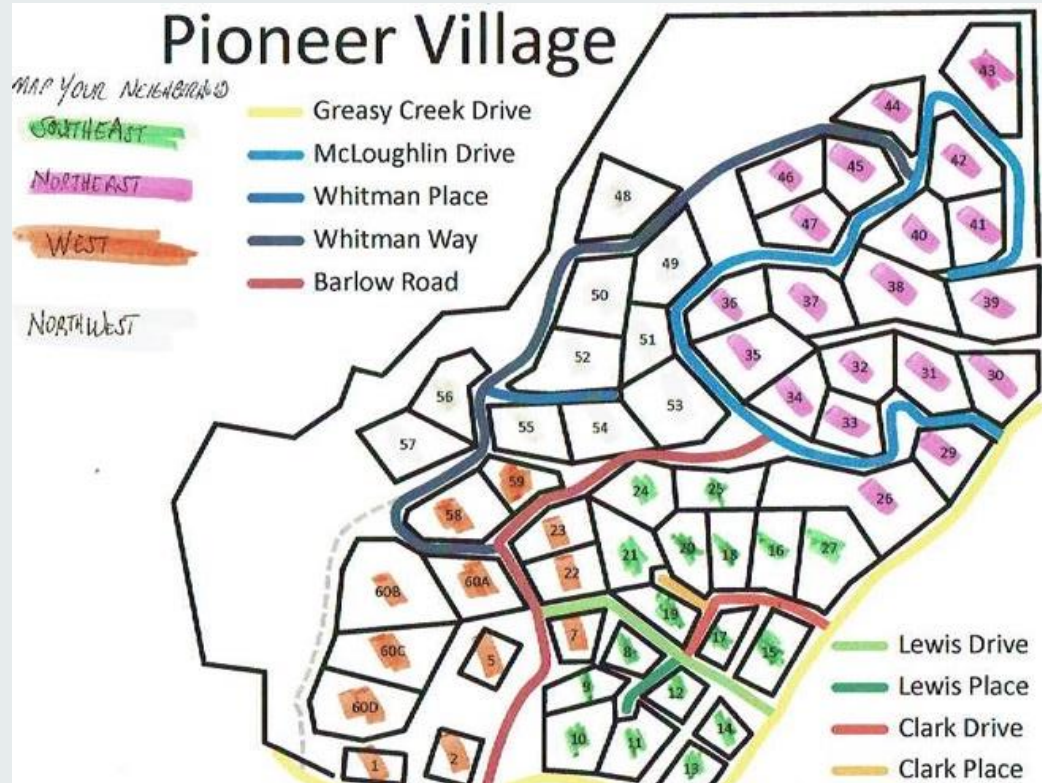 Pioneer Village
MAP YOUR NEIGHBORHOOD
SOUTHEAST
NORTHEAST
WEST
NORTHWEST
Greasy Creek Drive
McLoughlin Drive
Whitman Place
Whitman Way
Barlow Road
43
44
42
45
46
47
41
40
48
49
50
51
52
36
37
38
39
35
32
31
30
34
33
53
56
55
54
57
29
26
59
58
24
25
23
22
21
20
18
16
27
60A
60B
60C
60D
19
7
8
17
15
5
9
12
10
11
14
13
1
2
Lewis Drive
Lewis Place
Clark Drive
Clark Place